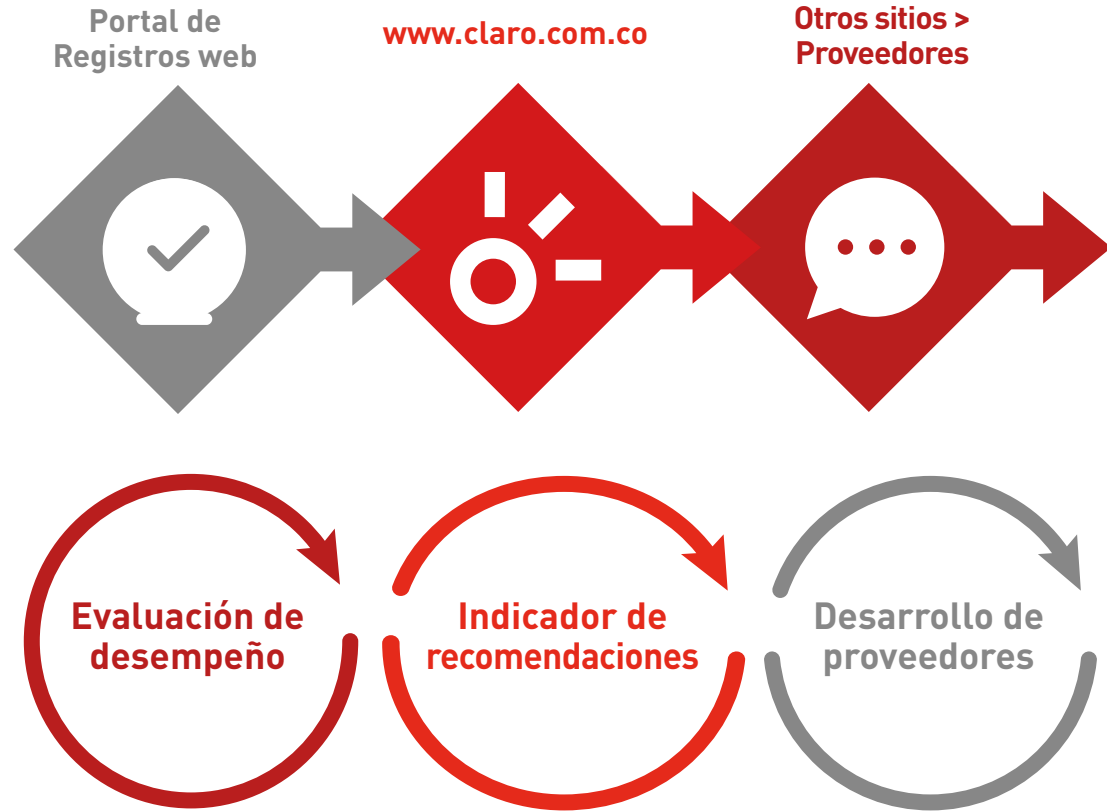 Portal de
Registros web
www.claro.com.co
Otros sitios >
Proveedores
Evaluación de
desempeño
Indicador de
recomendaciones
Desarrollo de
proveedores